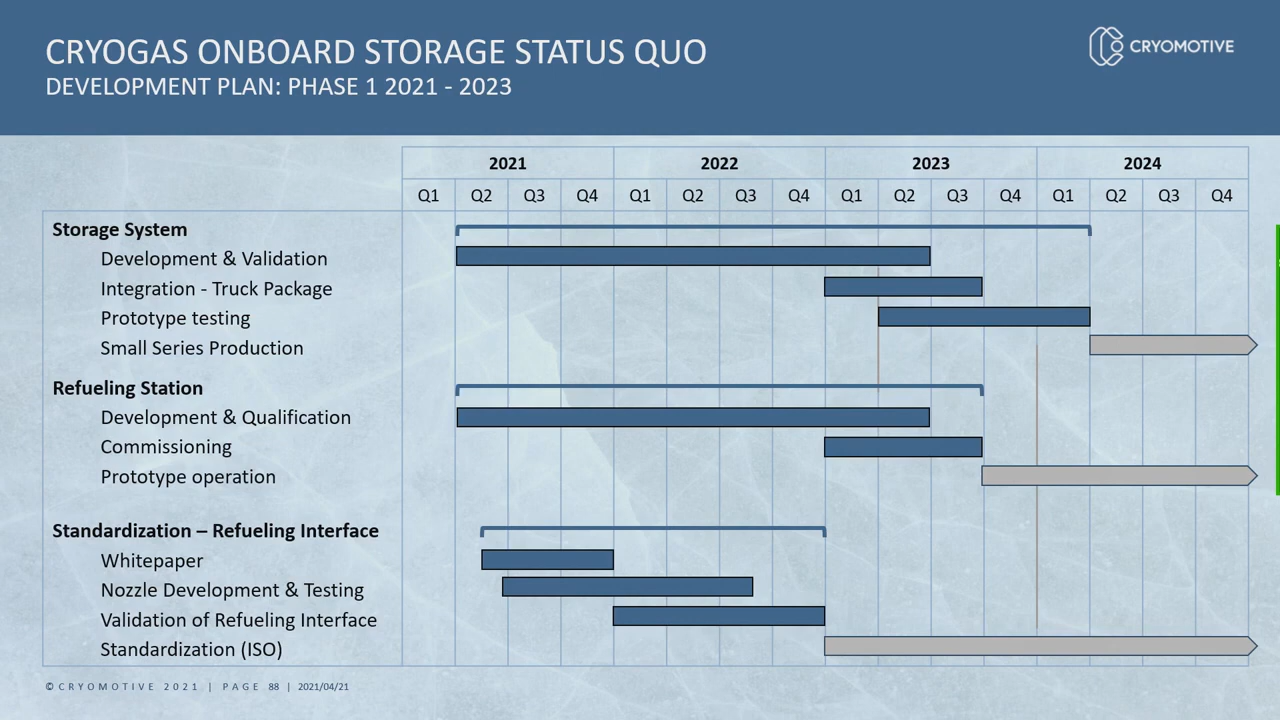 CRYOGAS ONBOARD STORAGE STATUS QUO
DEVELOPMENT PLAN: PHASE 1 2021 - 2023
CRYOMOTIVE
2021 2022 2023 2024
Q1 Q2 Q3 Q4 Q1 Q2 Q3 Q4 Q1 Q2 Q3 Q4 Q1 Q2 Q3 Q4
Storage System
Development & Validation
Integration - Truck Package
Prototype testing
Small Series Production
Refueling Station
Development & Qualification
Commissioning
Prototype operation
Standardization – Refueling Interface
Whitepaper
Nozzle Development & Testing
Validation of Refueling Interface
Standardization (ISO)
© CRYOMOTIVE 2021 | PAGE 88 | 2021/04/21